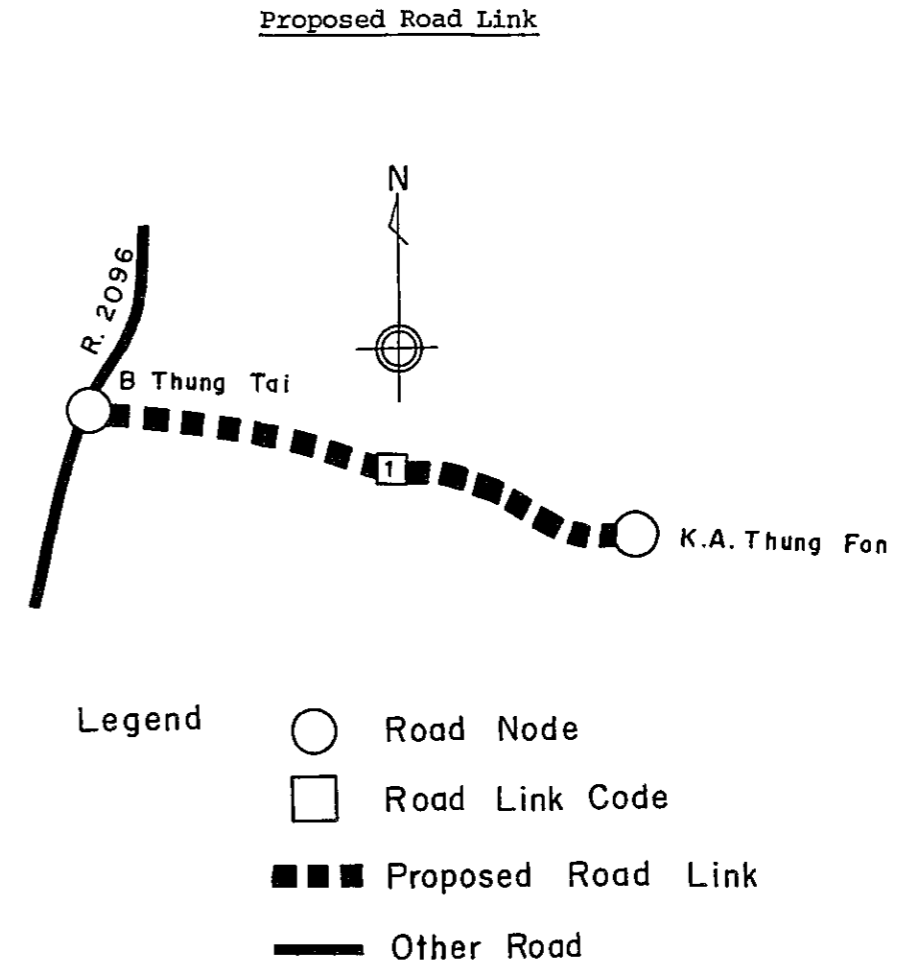 Proposed Road Link
N
R. 2096
B Thung Tai
1
K.A. Thung Fon
Legend
Road Node
Road Link Code
Proposed Road Link
Other Road